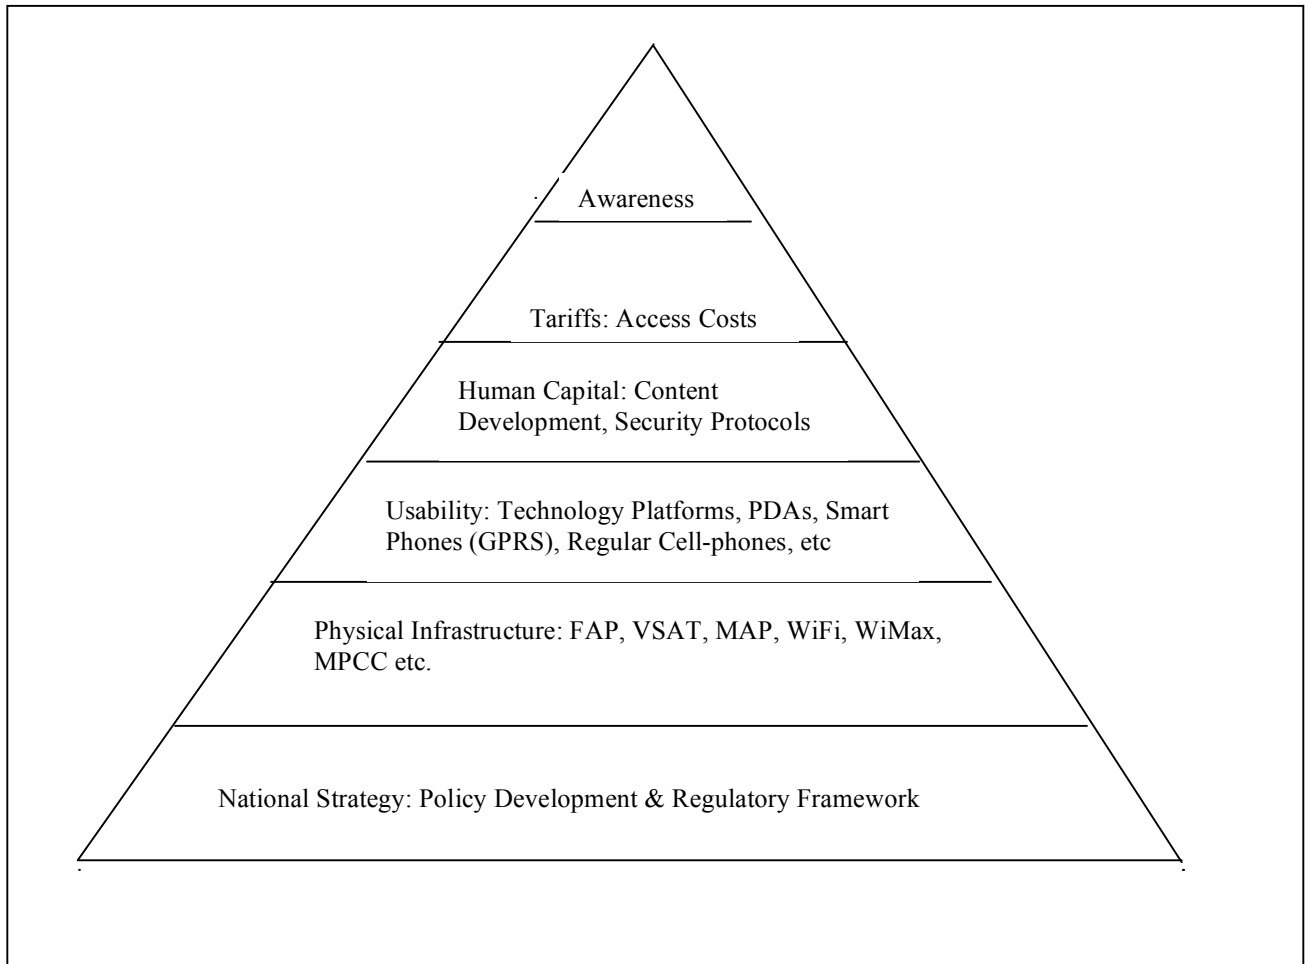 Awareness
Tariffs: Access Costs
Human Capital: Content
Development, Security Protocols
Usability: Technology Platforms, PDAs, Smart
Phones (GPRS), Regular Cell-phones, etc
Physical Infrastructure: FAP, VSAT, MAP, WiFi, WiMax,
MPCC etc.
National Strategy: Policy Development & Regulatory Framework